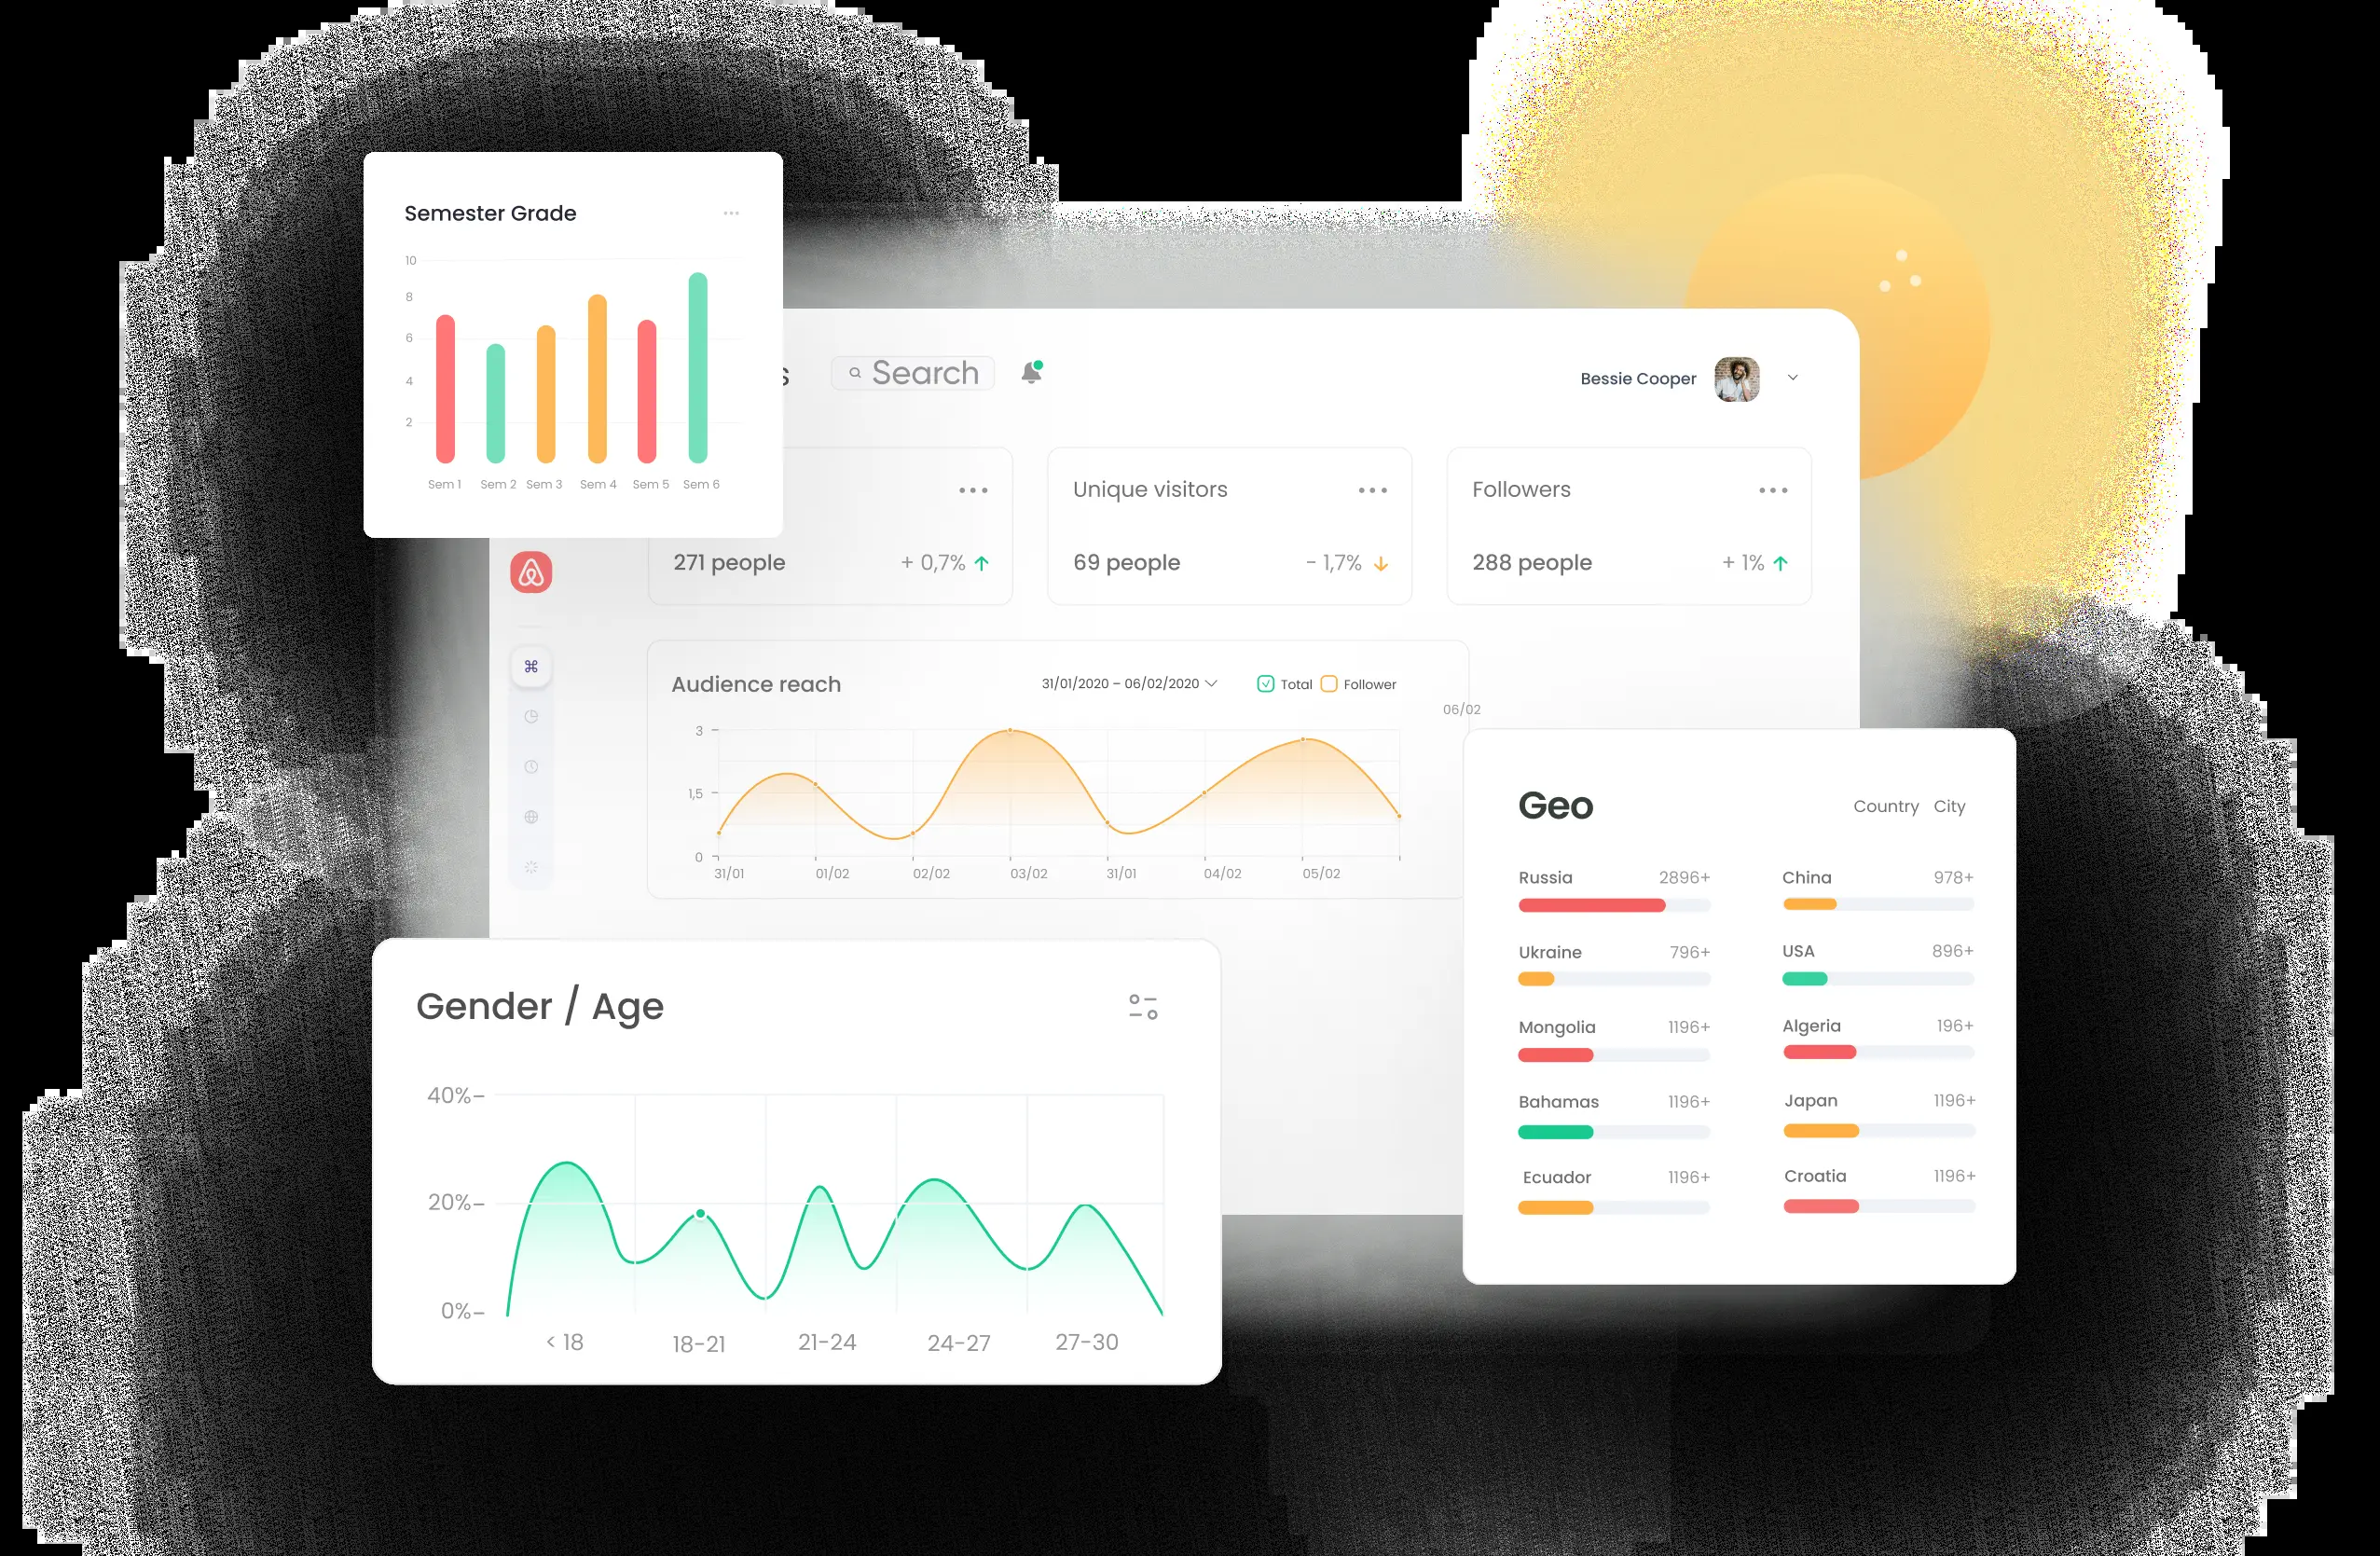 Semester Grade
10
8
6
4
2
Sem 1 Sem 2 Sem 3 Sem 4 Sem 5 Sem 6
s
Search
Bessie Cooper
271 people + 0,7%
Unique visitors
69 people - 1,7%
Followers
288 people + 1%
Audience reach
31/01/2020 – 06/02/2020
Total
Follower
06/02
3
1,5
0
31/01 01/02 02/02 03/02 31/01 04/02 05/02
Geo
Country City
Russia 2896+
China 978+
Ukraine 796+
USA 896+
Mongolia 1196+
Algeria 196+
Bahamas 1196+
Japan 1196+
Ecuador 1196+
Croatia 1196+
Gender / Age
40%–
20%–
0%–
< 18 18-21 21-24 24-27 27-30